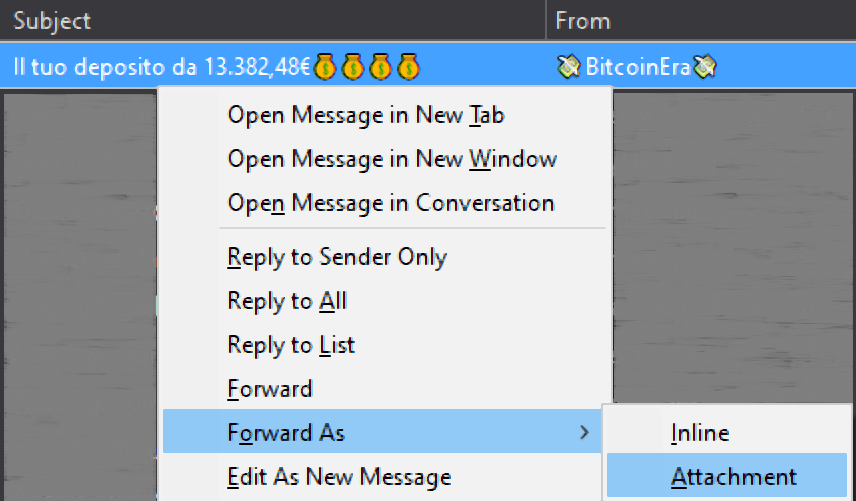 Subject From
Il tuo deposito da 13.382,48€💰💰💰💰 💸BitcoinEra💸
Open Message in New Tab
Open Message in New Window
Open Message in Conversation
Reply to Sender Only
Reply to All
Reply to List
Forward
Forward As
Inline
Edit As New Message
Attachment